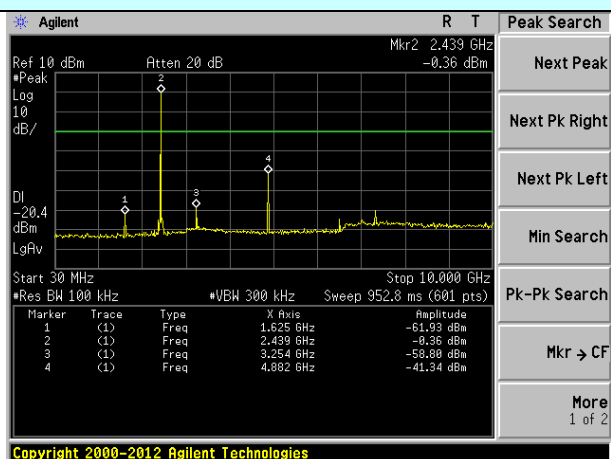 Agilent R T
Mkr2 2.439 GHz
Ref 10 dBm Atten 20 dB -0.36 dBm
#Peak
Log
10
dB/
2
4
1
3
DI
-20.4
dBm
LgAv
Start 30 MHz Stop 10.000 GHz
#Res BW 100 kHz #VBW 300 kHz Sweep 952.8 ms (601 pts)
Marker Trace Type X Axis Amplitude
1 (1) Freq 1.625 GHz -61.93 dBm
2 (1) Freq 2.439 GHz -0.36 dBm
3 (1) Freq 3.254 GHz -58.80 dBm
4 (1) Freq 4.882 GHz -41.34 dBm
Copyright 2000-2012 Agilent Technologies
Peak Search
Next Peak
Next Pk Right
Next Pk Left
Min Search
Pk-Pk Search
Mkr → CF
More
1 of 2